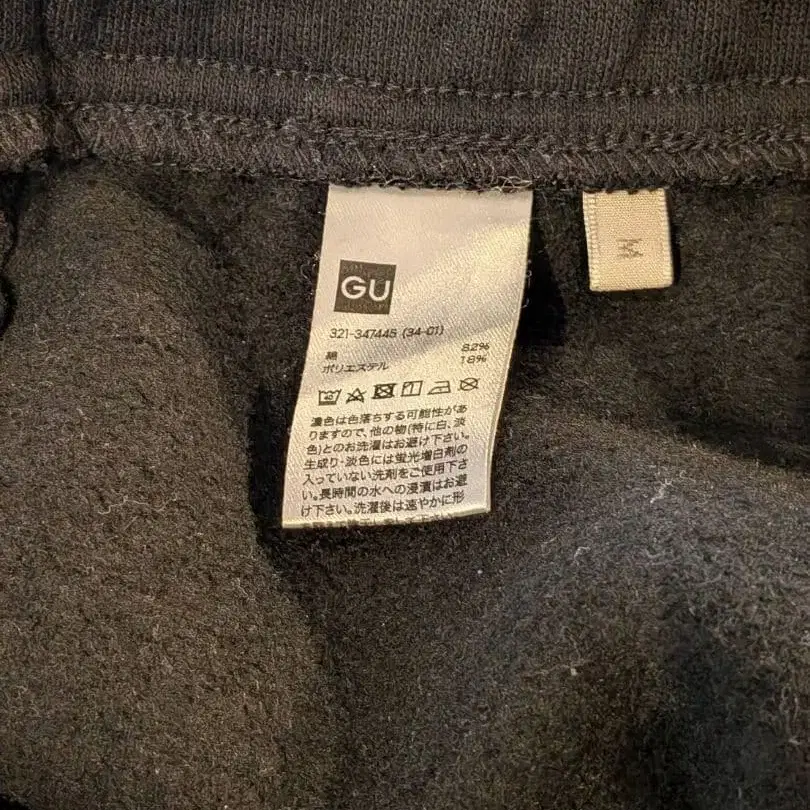 GU
321-347445 (34-01)
綿 82%
ポリエステル 18%
40
濃色は色落ちする可能性があ
りますので、他の物(特に白、淡
色)とのお洗濯はお避け下さい。
生成り・淡色には蛍光増白剤の
入っていない洗剤をご使用下さ
い。長時間の水への浸漬はお避
け下さい。洗濯後は速やかに形
M